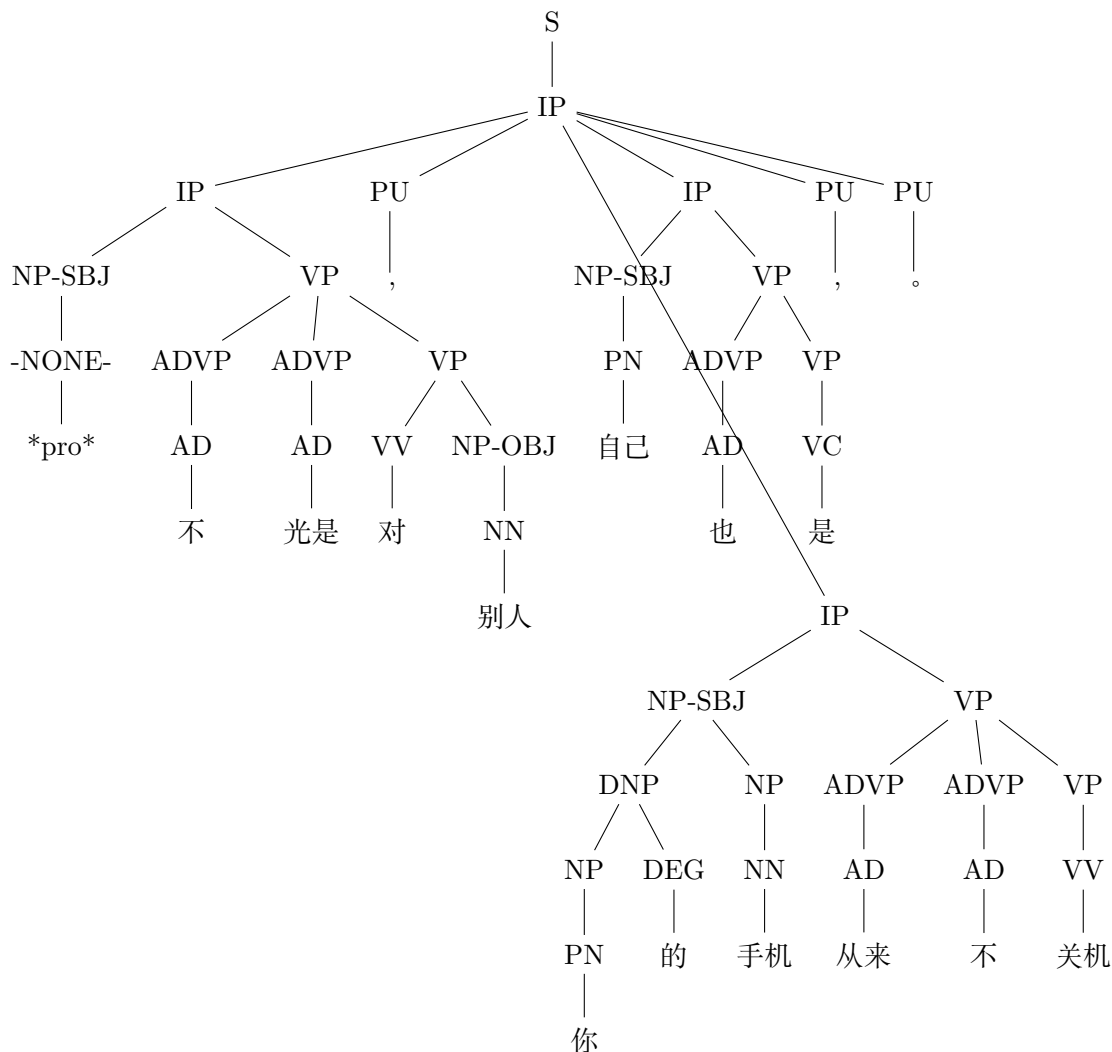 S
IP
IP PU IP PU PU
NP-SBJ VP , NP-SBJ VP , 。
-NONE- ADVP ADVP VP PN ADVP VP
*pro* AD AD VV NP-OBJ 自己 AD VC
不 光是 对 NN 也 是
别人 IP
NP-SBJ VP
DNP NP ADVP ADVP VP
NP DEG NN AD AD VV
PN 的 手机 从来 不 关机
你